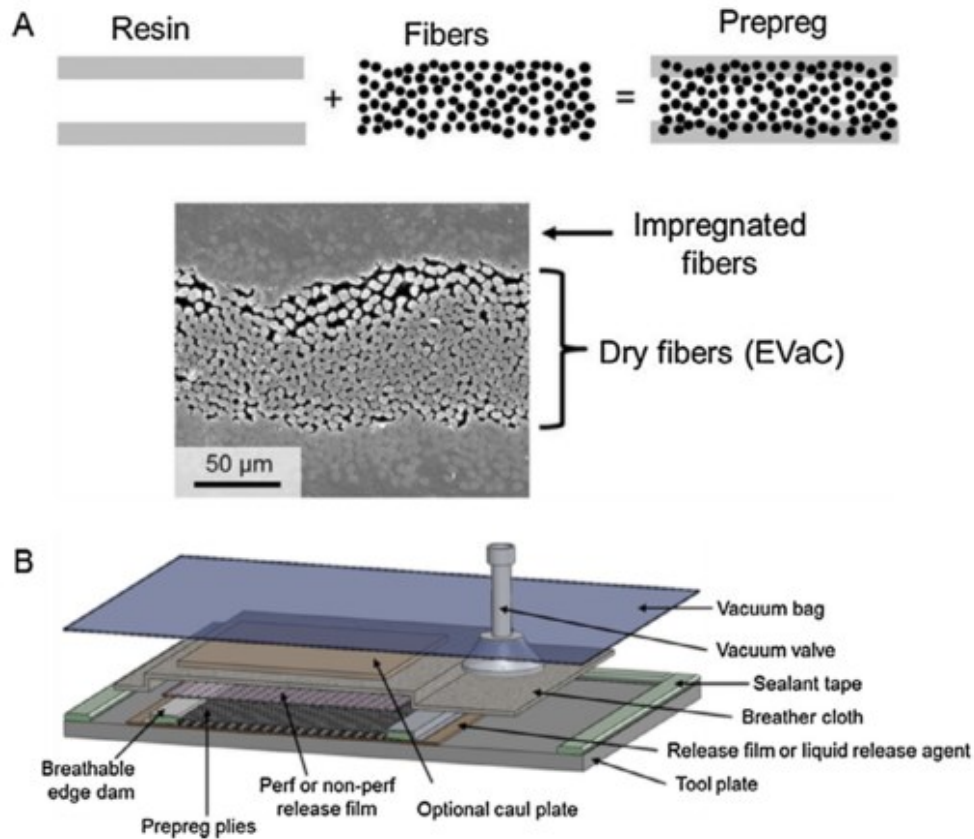 A
Resin
Fibers
Prepreg
+
=
Impregnated
fibers
Dry fibers (EVaC)
50 µm
B
Vacuum bag
Vacuum valve
Sealant tape
Breather cloth
Release film or liquid release agent
Tool plate
Breathable
edge dam
Prepreg plies
Perf or non-perf
release film
Optional caul plate